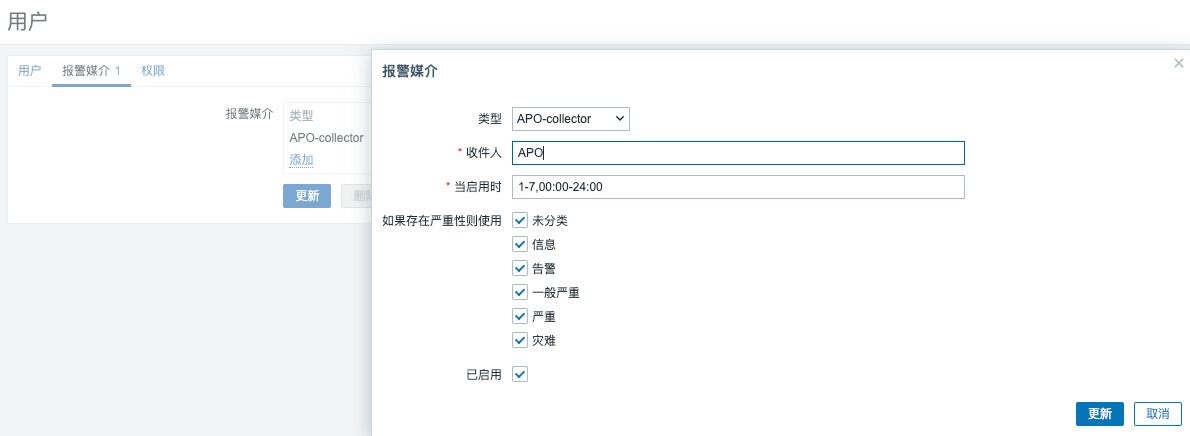 用户
用户 报警媒介 1 权限
报警媒介 类型
APO-collector
添加
更新
报警媒介
类型 APO-collector
* 收件人 APO
* 当启用时 1-7,00:00-24:00
如果存在严重性则使用 未分类
信息
告警
一般严重
严重
灾难
已启用
更新 取消